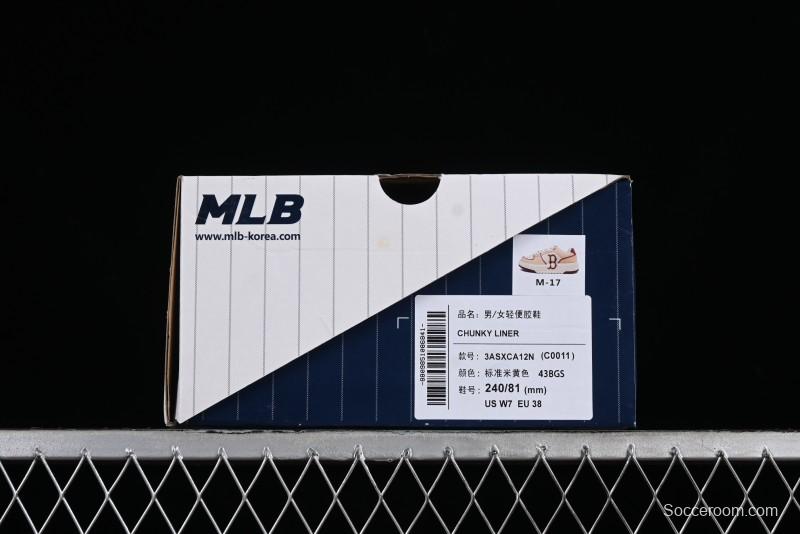 MLB
www.mlb-korea.com
B
M-17
品名: 男/女轻便胶鞋
CHUNKY LINER
款号: 3ASXCA12N (C0011)
颜色: 标准米黄色 43BGS
鞋号: 240/81 (mm)
US W7 EU 38
Socceroom.com